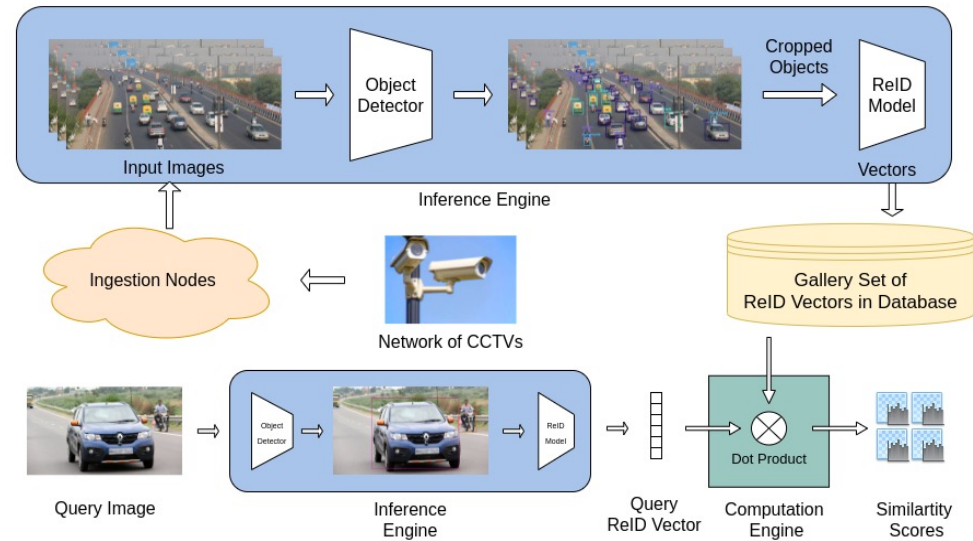 Object
Detector
Cropped
Objects
ReID
Model
Input Images
Vectors
Inference Engine
Ingestion Nodes
Network of CCTVs
Gallery Set of
ReID Vectors in Database
Object
Detector
ReID
Model
Dot Product
Query Image
Inference
Engine
Query
ReID Vector
Computation
Engine
Similartity
Scores